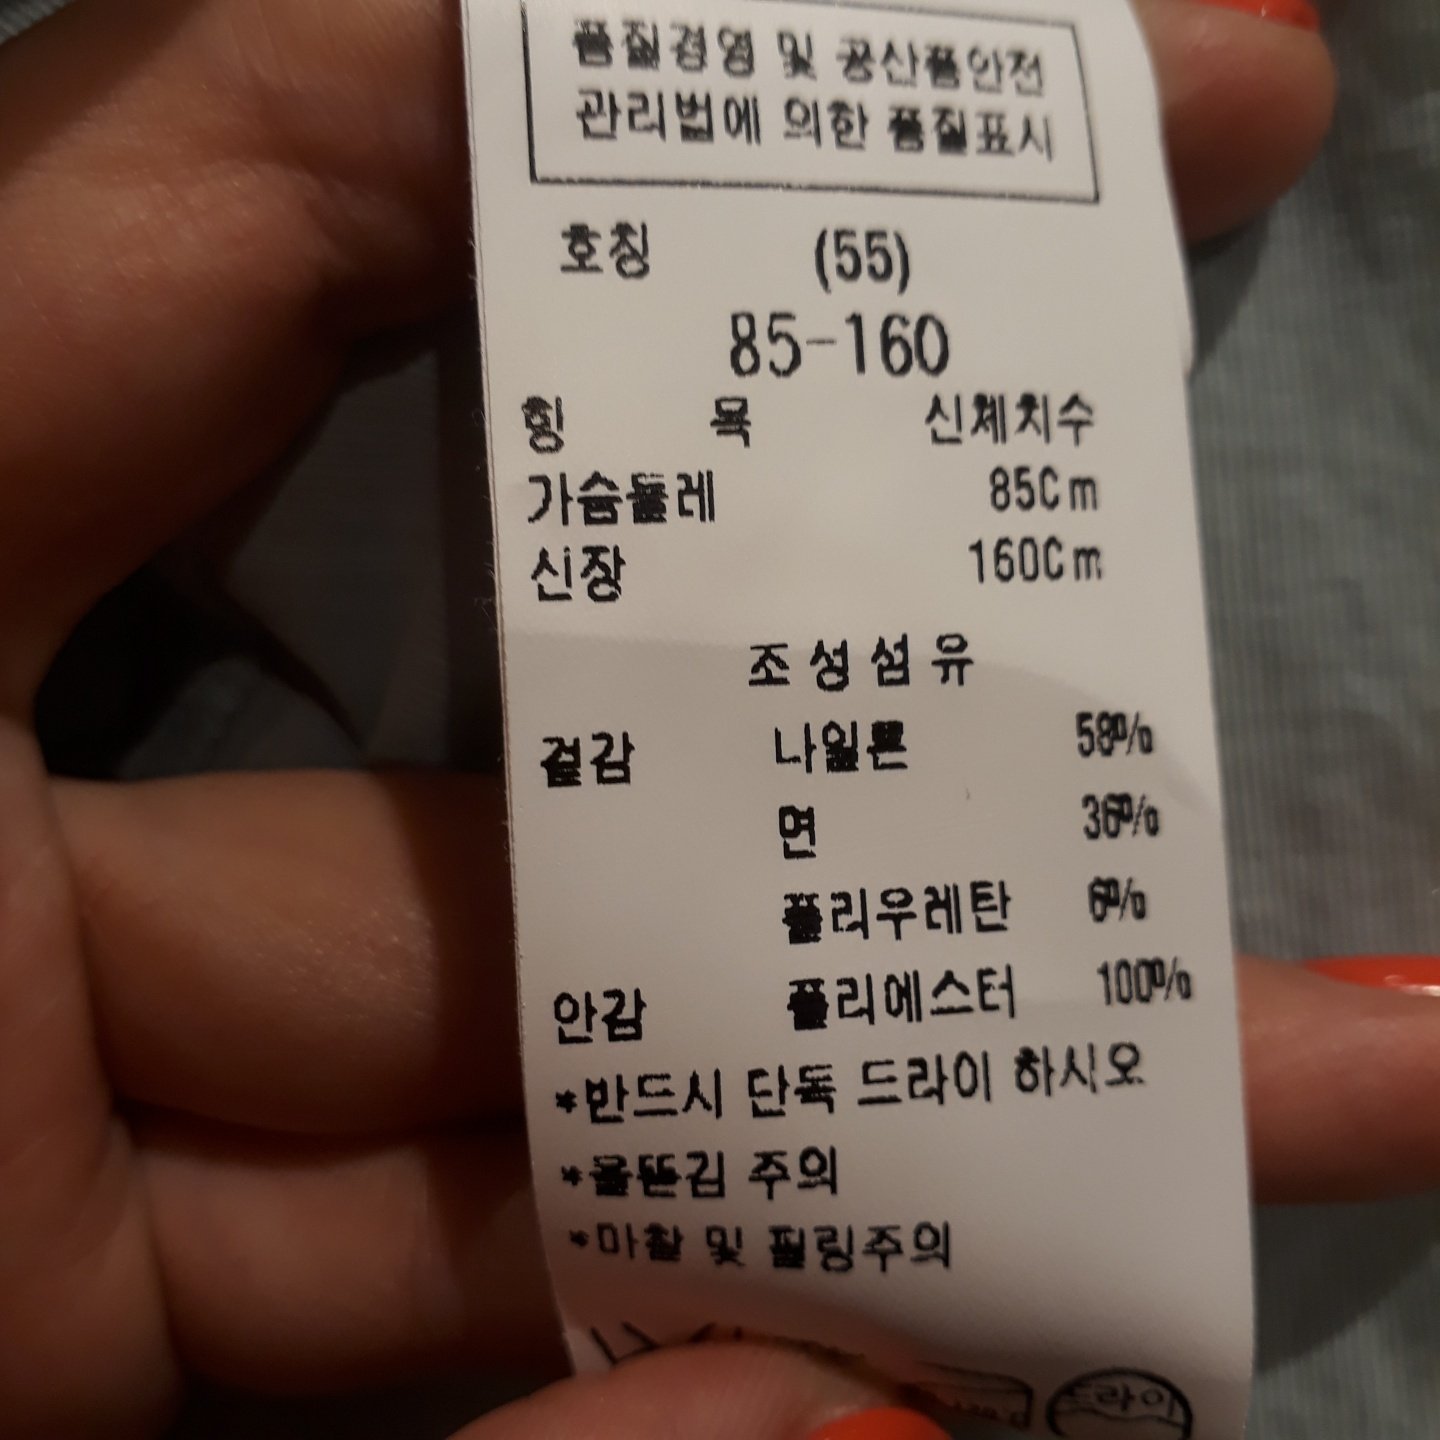 품질경영 및 공산품안전
관리법에 의한 품질표시
호칭 (55)
85-160
항 목 신체치수
가슴둘레 85Cm
신장 160Cm
조성섬유
겉감 나일론 58%
면 36%
폴리우레탄 6%
안감 폴리에스터 100%
*반드시 단독 드라이 하시오
*올뜯김 주의
*마찰 및 필링주의
드라이